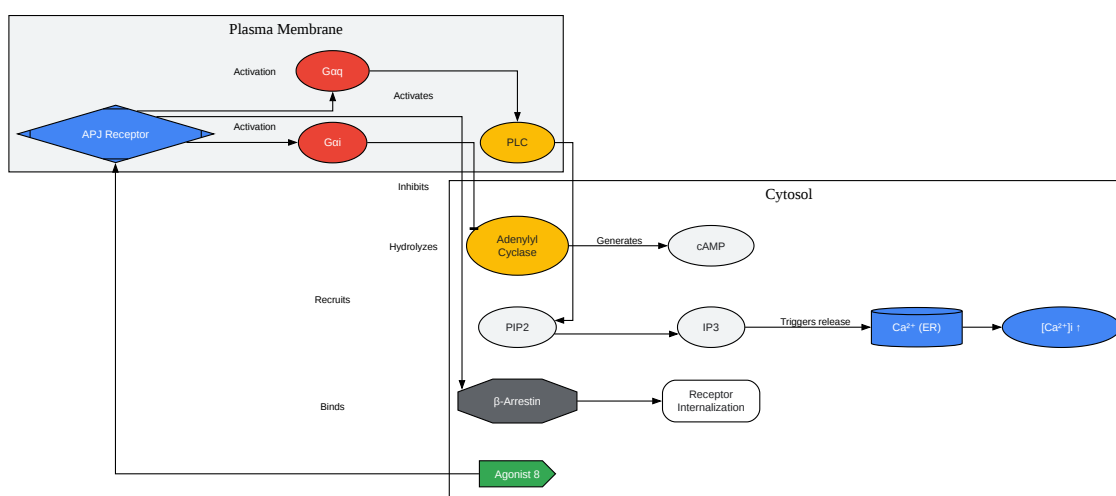 Plasma Membrane
Activation
Gαq
Activates
APJ Receptor
Activation
Gαi
PLC
Inhibits
Cytosol
Hydrolyzes
Adenylyl
Cyclase
Generates
cAMP
Recruits
PIP2
IP3
Triggers release
Ca²⁺ (ER)
[Ca²⁺]i ↑
Binds
β-Arrestin
Receptor
Internalization
Agonist 8